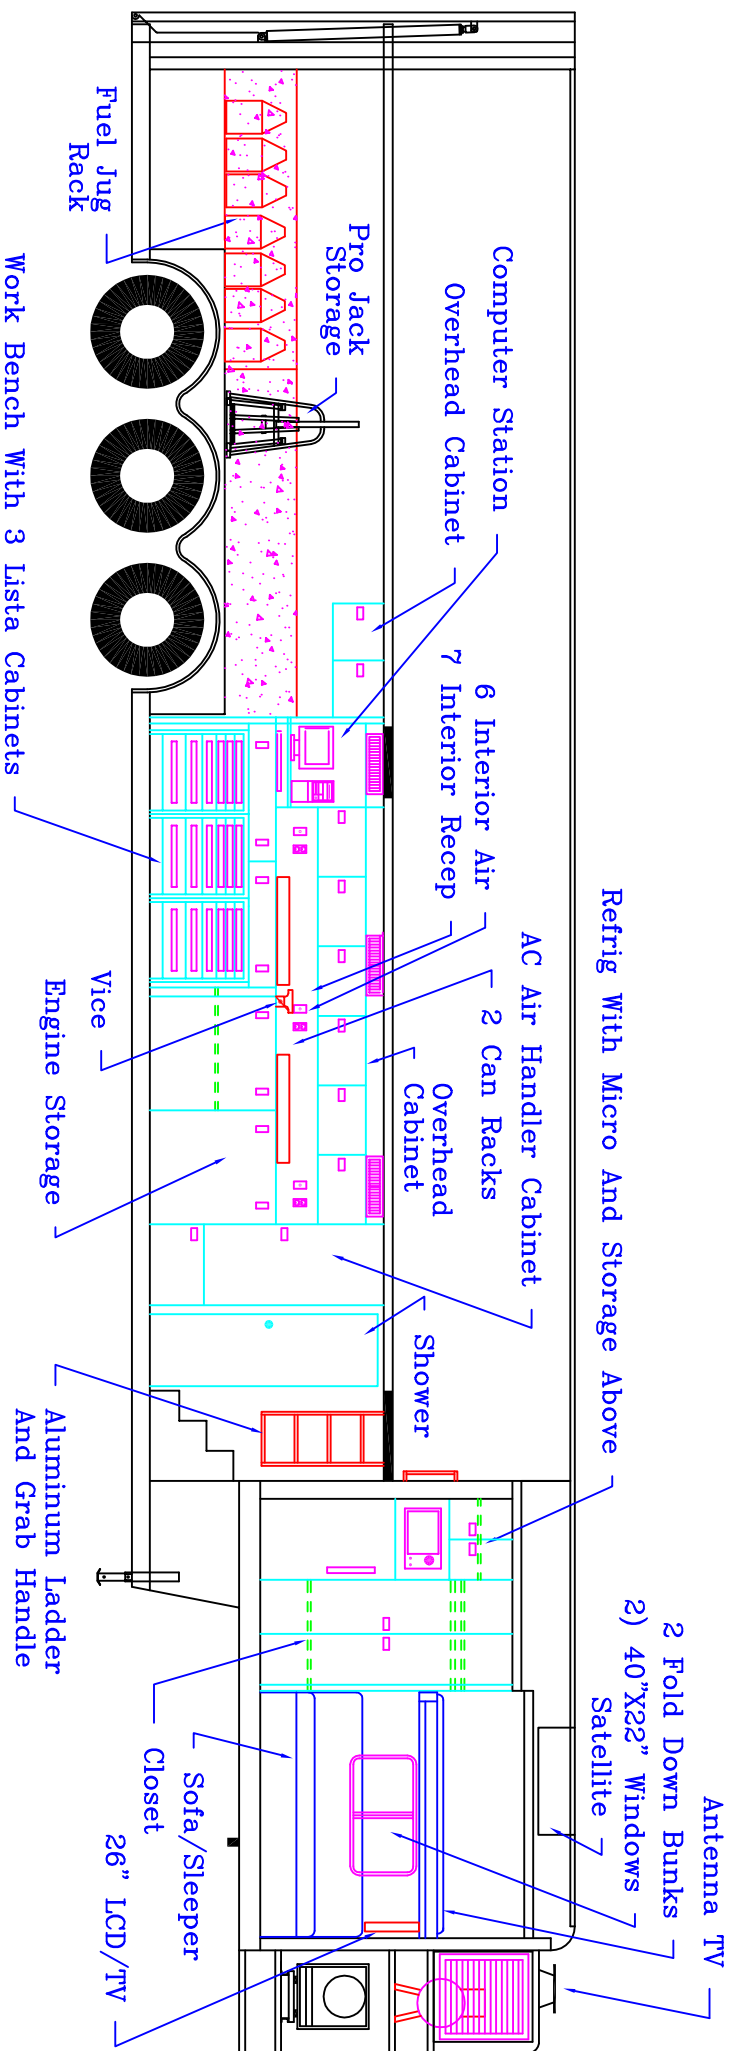 Fuel Jug
Rack
Work Bench With 3 Lista Cabinets
Pro Jack
Storage
Computer Station
Overhead Cabinet
6 Interior Air
7 Interior Recep
Vice
Engine Storage
AC Air Handler Cabinet
2 Can Racks
Overhead
Cabinet
Refrig With Micro And Storage Above
Shower
Aluminum Ladder
And Grab Handle
2 Fold Down Bunks
2) 40"X22" Windows
Satellite
Antenna TV
Sofa/Sleeper
Closet
26" LCD/TV